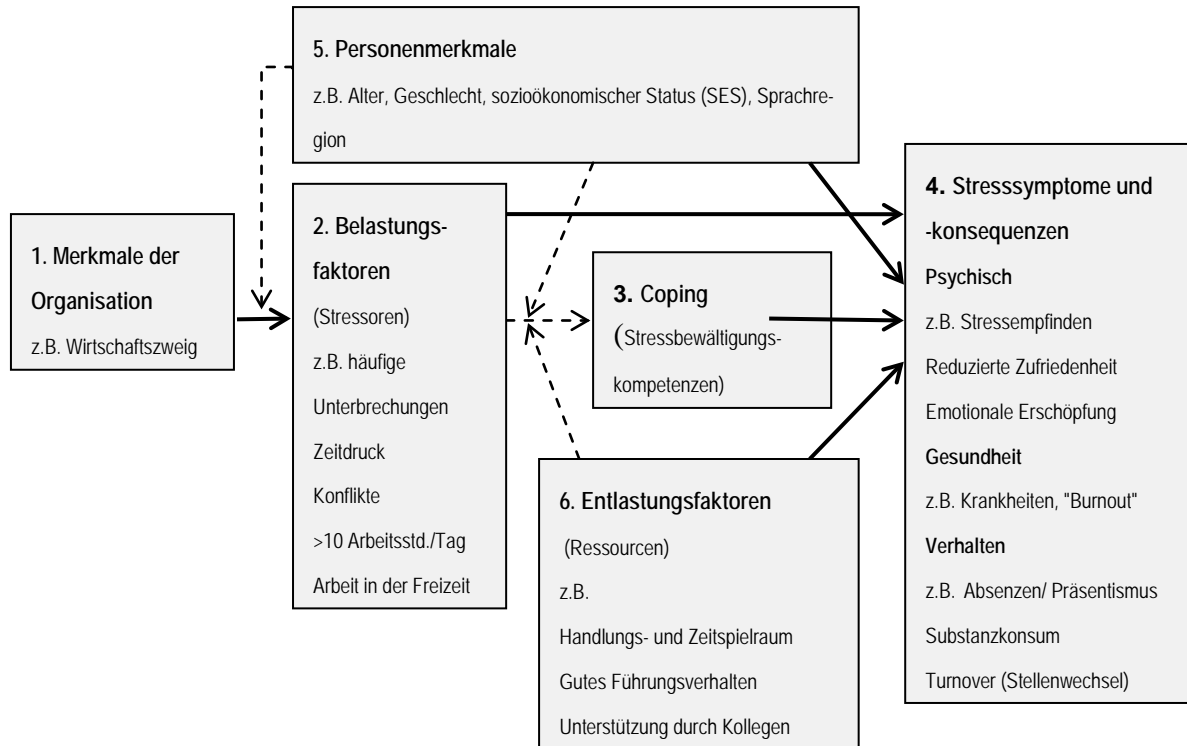 5. Personenmerkmale
z.B. Alter, Geschlecht, sozioökonomischer Status (SES), Sprachre-
gion
1. Merkmale der
Organisation
z.B. Wirtschaftszweig
2. Belastungs-
faktoren
(Stressoren)
z.B. häufige
Unterbrechungen
Zeitdruck
Konflikte
>10 Arbeitsstd./Tag
Arbeit in der Freizeit
3. Coping
(Stressbewältigungs-
kompetenzen)
6. Entlastungsfaktoren
(Ressourcen)
z.B.
Handlungs- und Zeitspielraum
Gutes Führungsverhalten
Unterstützung durch Kollegen
4. Stresssymptome und
-konsequenzen
Psychisch
z.B. Stressempfinden
Reduzierte Zufriedenheit
Emotionale Erschöpfung
Gesundheit
z.B. Krankheiten, "Burnout"
Verhalten
z.B. Absenzen/ Präsentismus
Substanzkonsum
Turnover (Stellenwechsel)